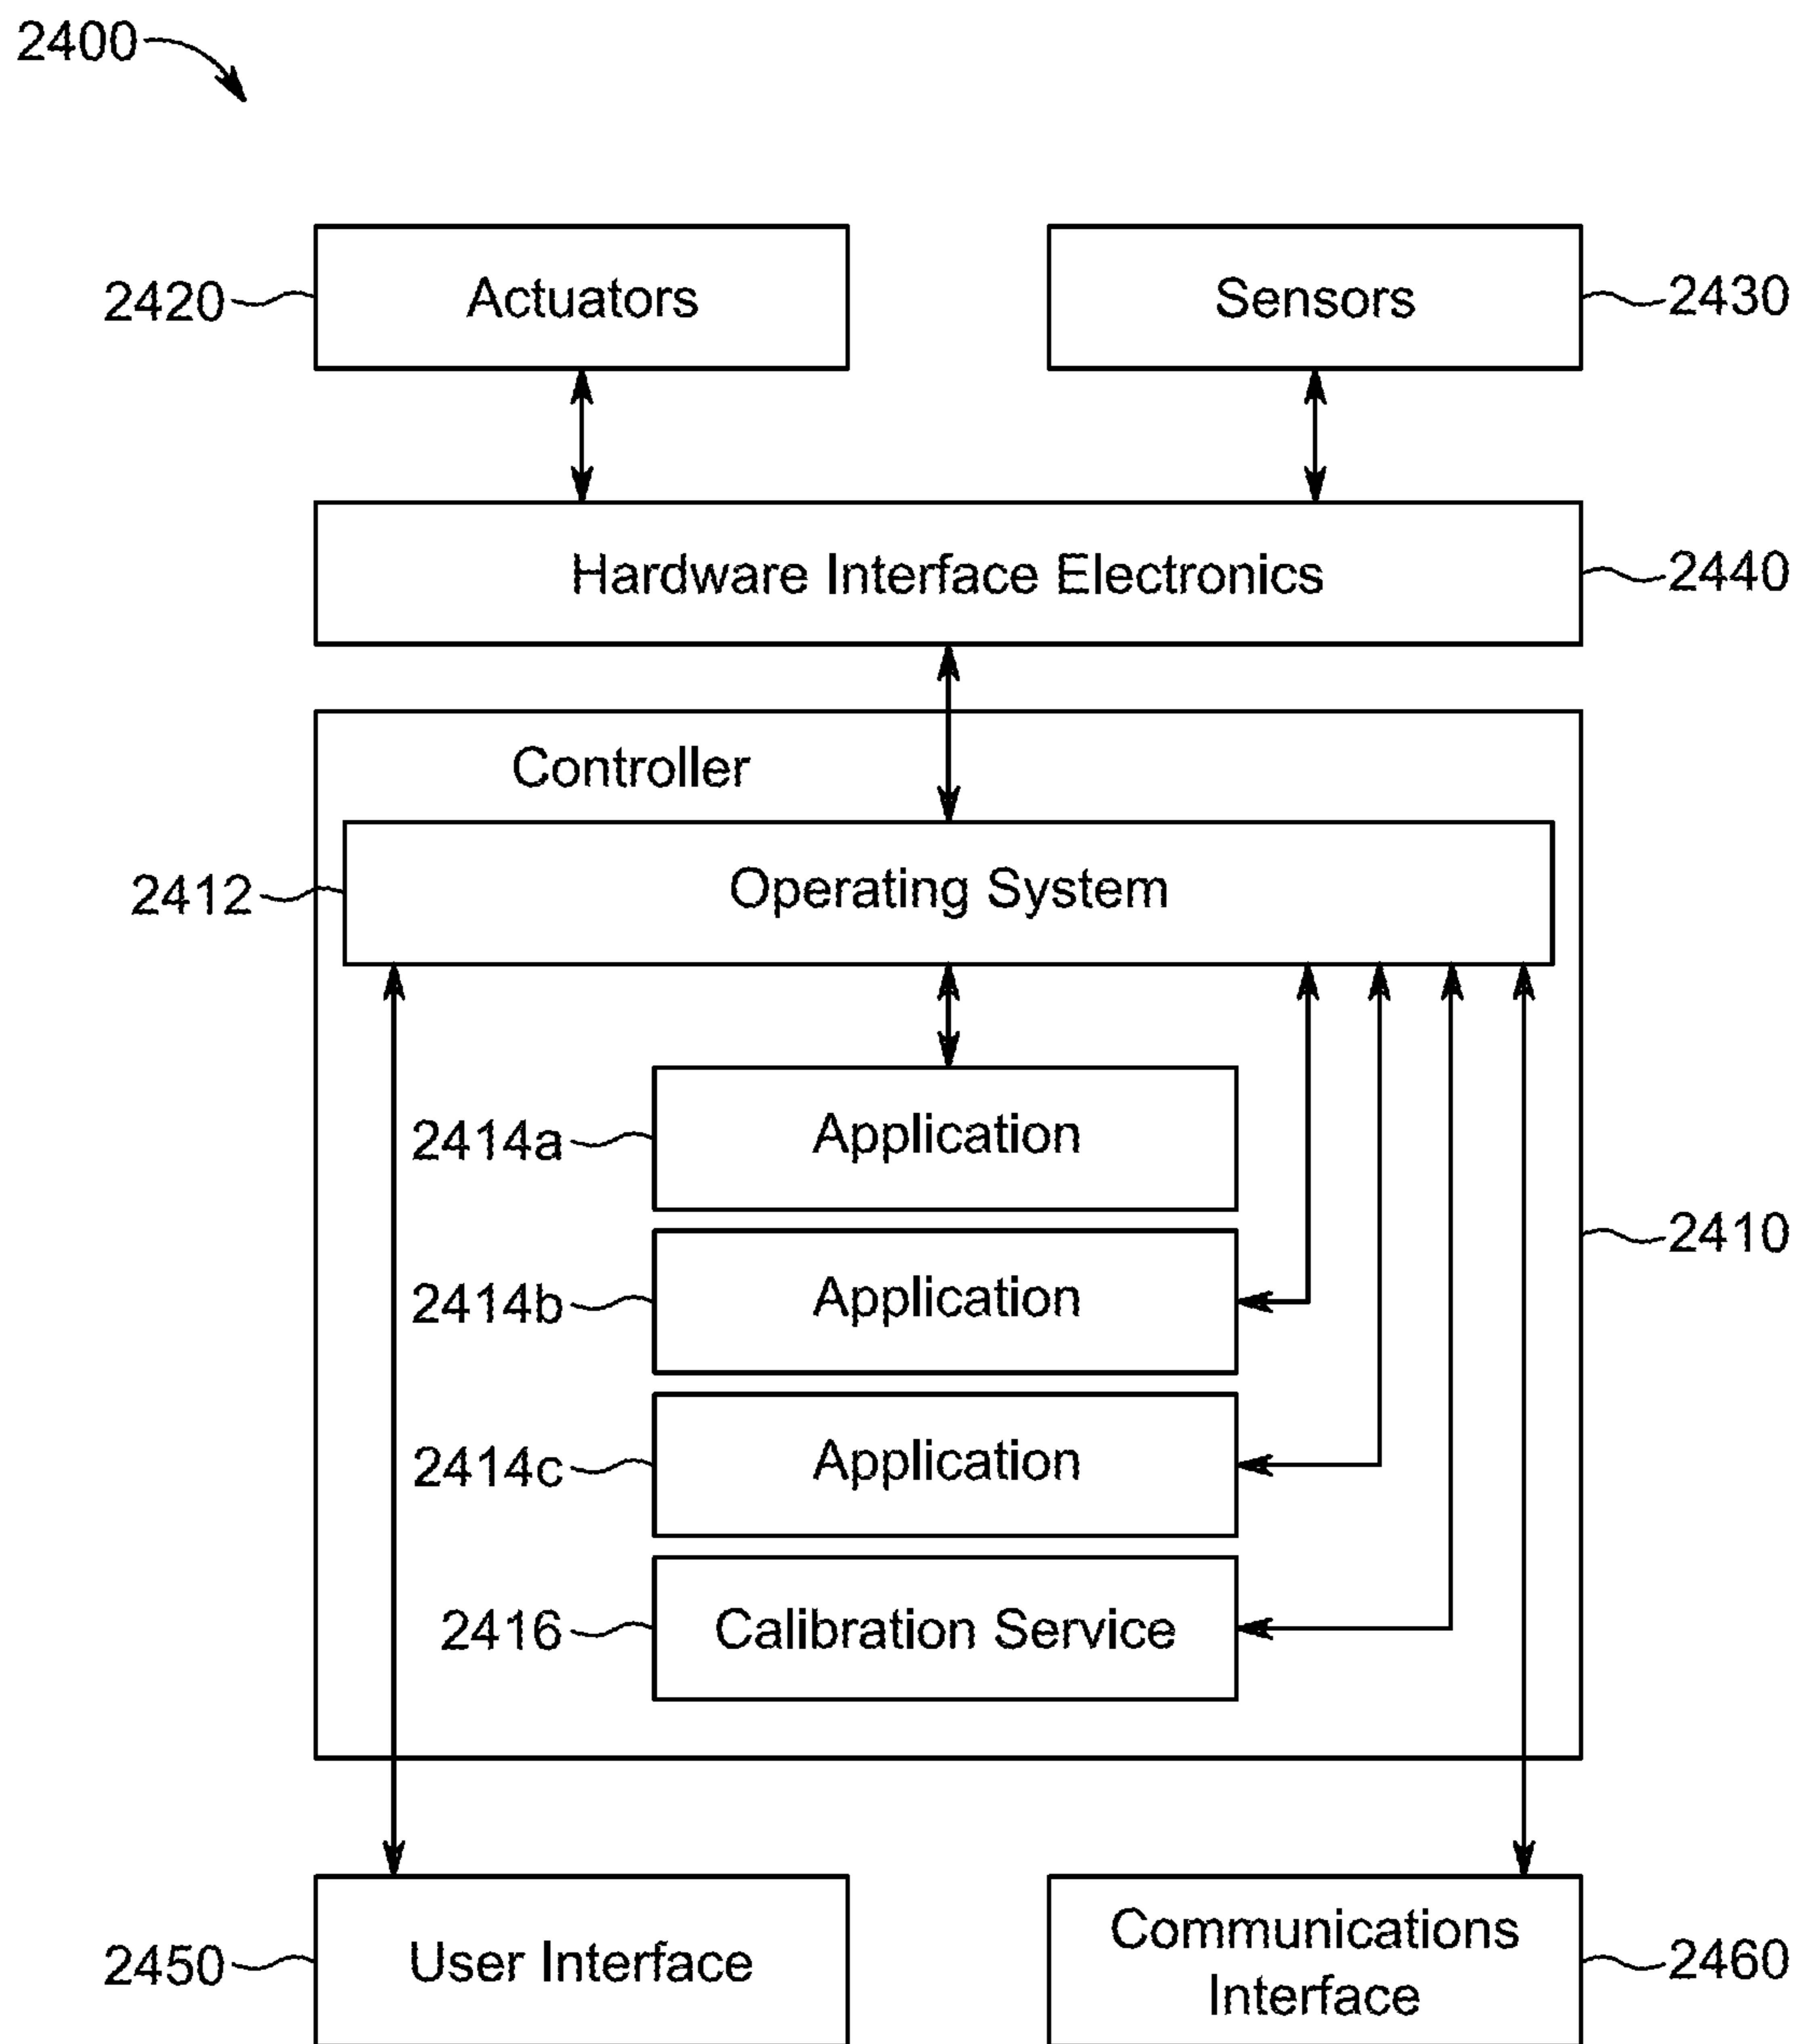 2400
2420
Actuators
Sensors
2430
Hardware Interface Electronics
2440
Controller
2412
Operating System
2414a
Application
2410
2414b
Application
2414c
Application
2416
Calibration Service
2450
User Interface
Communications
Interface
2460